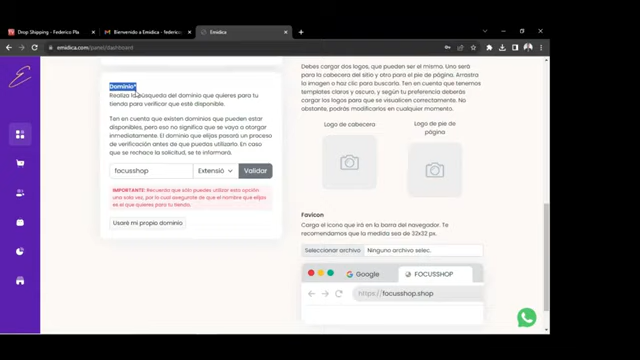 Drop Shipping - Federico Pla
Bienvenido a Emidica - federico
Emidica
emidica.com/panel/dashboard
Dominio*
Realiza la búsqueda del dominio que quieres para tu
tienda para verificar que esté disponible.
Ten en cuenta que existen dominios que pueden estar
disponibles, pero eso no significa que se vaya a otorgar
inmediatamente. El dominio que elijas pasará un proceso
de verificación antes de que puedas utilizarlo. En caso
que se rechace la solicitud, se te informará.
focusshop
Extensió
Validar
IMPORTANTE: Recuerda que sólo puedes utilizar esta opción
una sola vez, por lo cual asegurate de que el nombre que elijas
es el que quieres para tu tienda.
Usaré mi propio dominio
Debes cargar dos logos, que pueden ser el mismo. Uno será
para la cabecera del sitio y otro para el pie de página. Arrastra
la imagen o haz clic para buscarla. Ten en cuenta que tenemos
templates claros y oscuros, y según tu preferencia deberás
cargar los logos para que se visualicen correctamente. No
obstante, podrás modificarlos en cualquier momento.
Logo de cabecera
Logo de pie de
página
Favicon
Carga el icono que irá en la barra del navegador. Te
recomendamos que la medida sea de 32x32 px.
Seleccionar archivo
Ninguno archivo selec.
Google
FOCUSSHOP
https://focusshop.shop